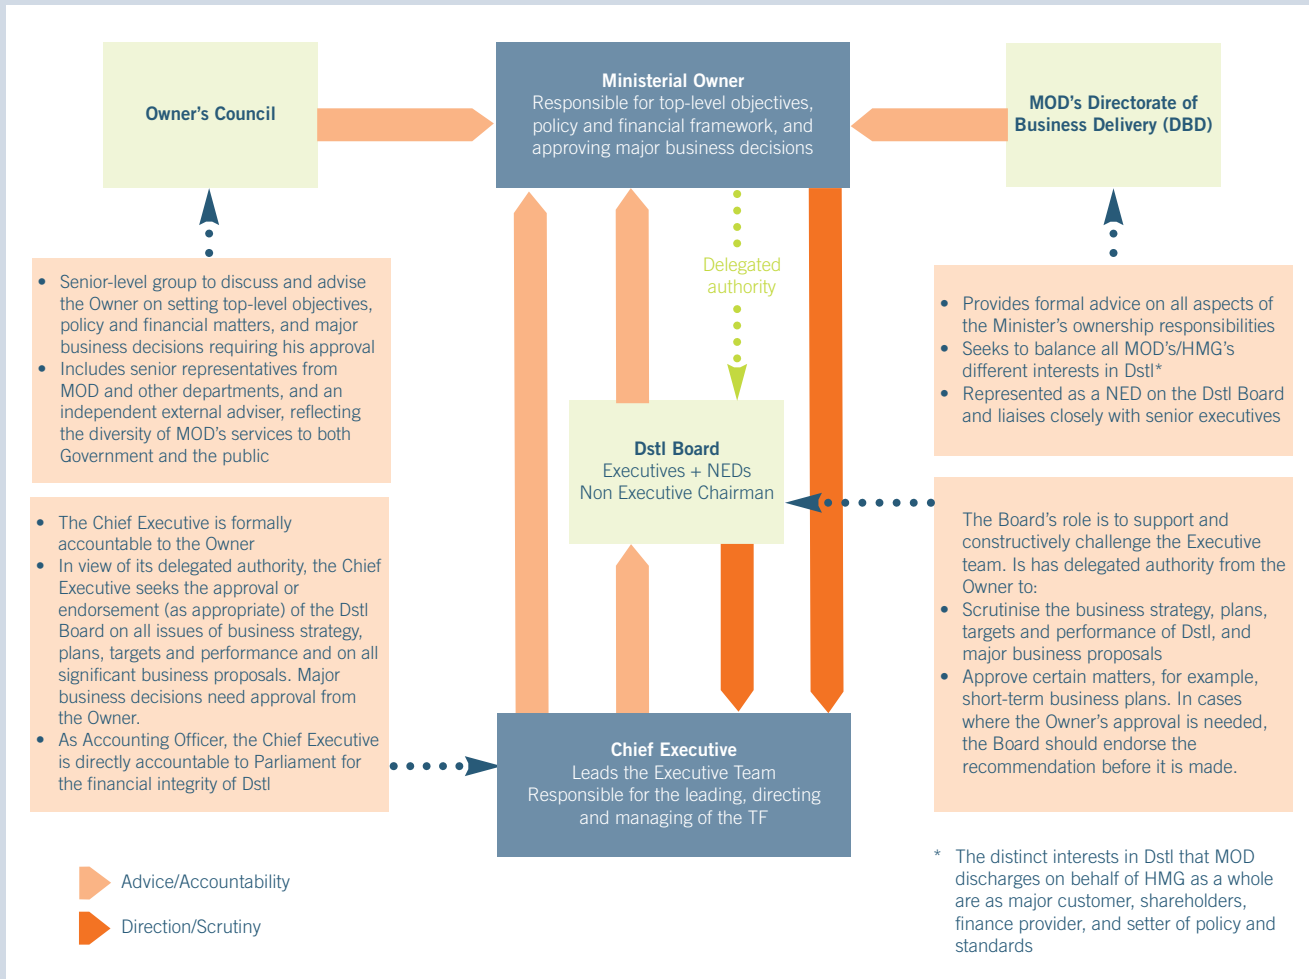 Owner's Council
Ministerial Owner
Responsible for top-level objectives,
policy and financial framework, and
approving major business decisions
MOD's Directorate of
Business Delivery (DBD)
• Senior-level group to discuss and advise
the Owner on setting top-level objectives,
policy and financial matters, and major
business decisions requiring his approval
• Includes senior representatives from
MOD and other departments, and an
independent external adviser, reflecting
the diversity of MOD's services to both
Government and the public
Delegated
authority
• Provides formal advice on all aspects of
the Minister's ownership responsibilities
• Seeks to balance all MOD's/HMG's
different interests in Dstl*
• Represented as a NED on the Dstl Board
and liaises closely with senior executives
Dstl Board
Executives + NEDs
Non Executive Chairman
• The Chief Executive is formally
accountable to the Owner
• In view of its delegated authority, the Chief
Executive seeks the approval or
endorsement (as appropriate) of the Dstl
Board on all issues of business strategy,
plans, targets and performance and on all
significant business proposals. Major
business decisions need approval from
the Owner.
• As Accounting Officer, the Chief Executive
is directly accountable to Parliament for
the financial integrity of Dstl
The Board's role is to support and
constructively challenge the Executive
team. Is has delegated authority from the
Owner to:
• Scrutinise the business strategy, plans,
targets and performance of Dstl, and
major business proposals
• Approve certain matters, for example,
short-term business plans. In cases
where the Owner's approval is needed,
the Board should endorse the
recommendation before it is made.
Chief Executive
Leads the Executive Team
Responsible for the leading, directing
and managing of the TF
Advice/Accountability
Direction/Scrutiny
* The distinct interests in Dstl that MOD
discharges on behalf of HMG as a whole
are as major customer, shareholders,
finance provider, and setter of policy and
standards